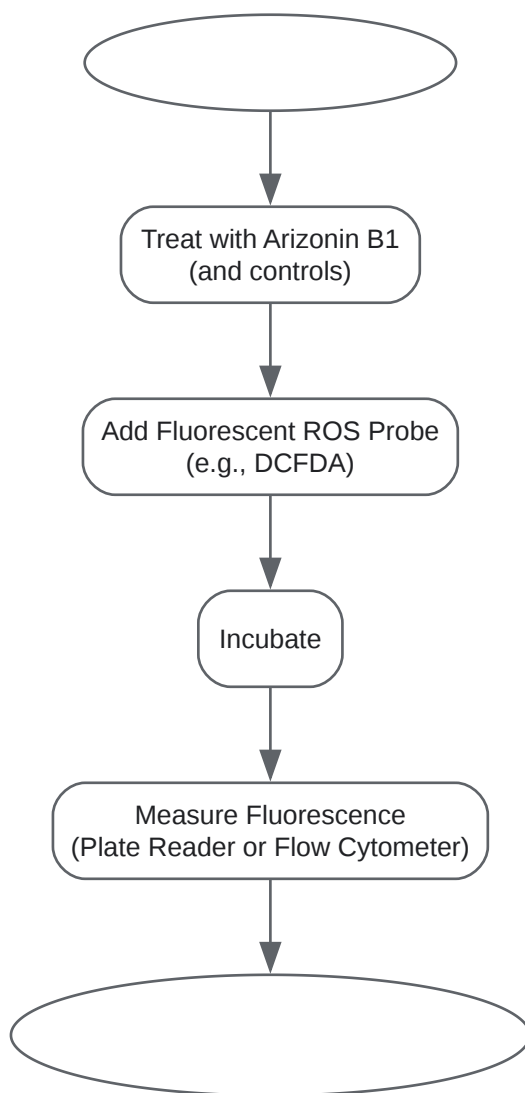 Treat with Arizonin B1
(and controls)
Add Fluorescent ROS Probe
(e.g., DCFDA)
Incubate
Measure Fluorescence
(Plate Reader or Flow Cytometer)